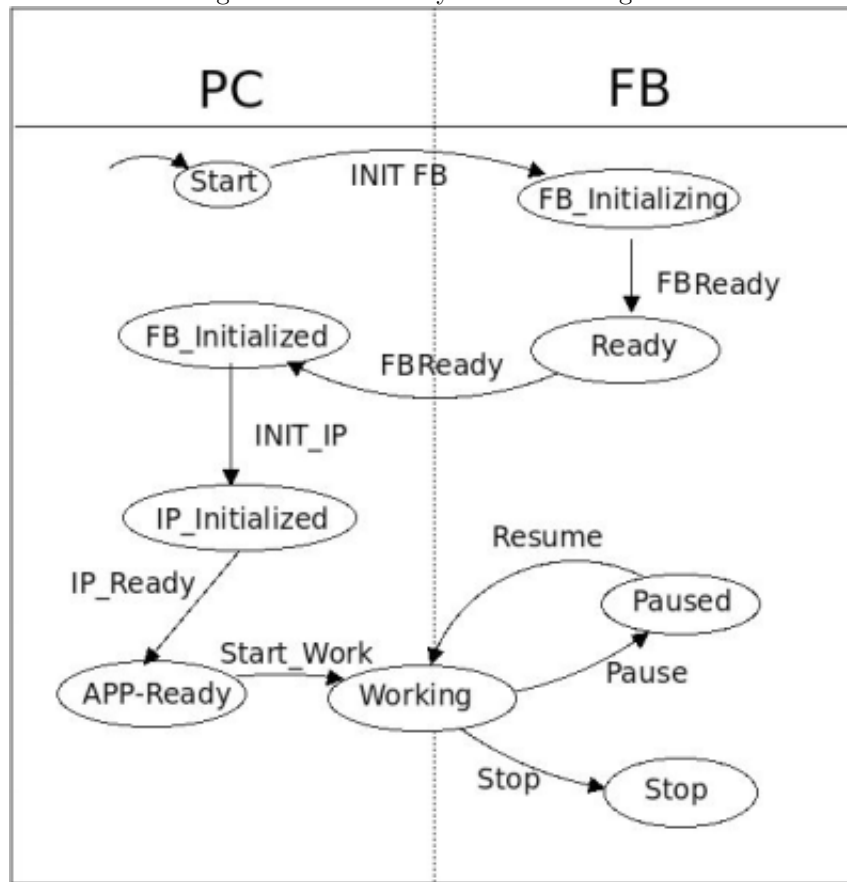 PC
FB
Start
INIT FB
FB_Initializing
FBReady
FB_Initialized
Ready
FBReady
INIT_IP
IP_Initialized
Resume
IP_Ready
Paused
Start_Work
Pause
APP-Ready
Working
Stop
Stop